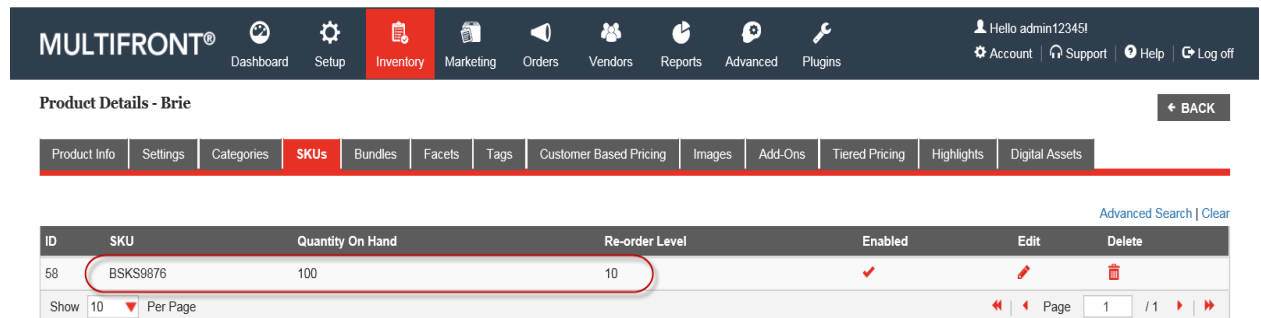 MULTIFRONT®
Dashboard Setup Inventory Marketing Orders Vendors Reports Advanced Plugins
Hello admin12345!
Account | Support | Help | Log off
Product Details - Brie
BACK
Product Info Settings Categories SKUs Bundles Facets Tags Customer Based Pricing Images Add-Ons Tiered Pricing Highlights Digital Assets
Advanced Search | Clear
ID SKU Quantity On Hand Re-order Level Enabled Edit Delete
58 BSKS9876 100 10
Show 10 Per Page Page 1 / 1